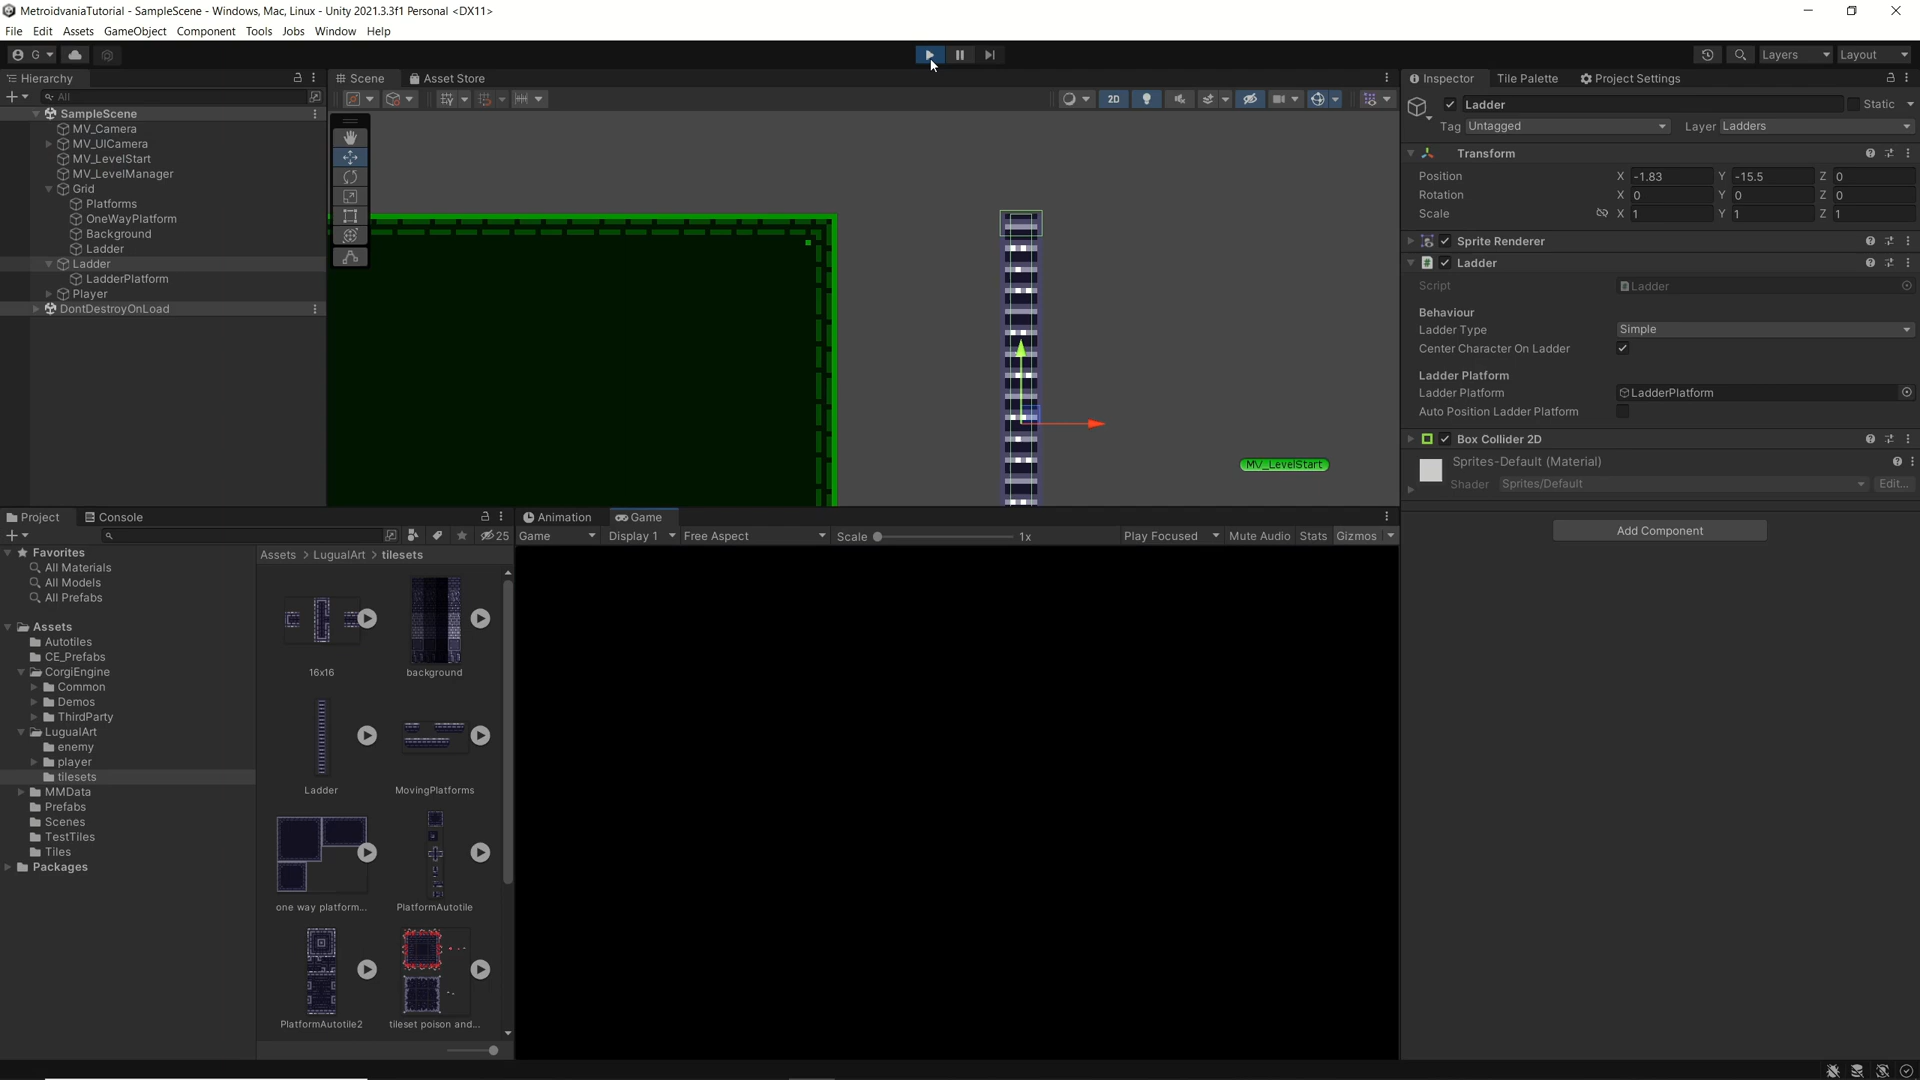 MetroidvaniaTutorial - SampleScene - Windows, Mac, Linux - Unity 2021.3.3f1 Personal <DX11>
File Edit Assets GameObject Component Tools Jobs Window Help
G Layers Layout
Hierarchy
All
SampleScene
MV_Camera
MV_UICamera
MV_LevelStart
MV_LevelManager
Grid
Platforms
OneWayPlatform
Background
Ladder
Ladder
LadderPlatform
Player
DontDestroyOnLoad
Scene Asset Store
2D
MV_LevelStart
Inspector Tile Palette Project Settings
Ladder Static
Tag Untagged Layer Ladders
Transform
Position X -1.83 Y -15.5 Z 0
Rotation X 0 Y 0 Z 0
Scale X 1 Y 1 Z 1
Sprite Renderer
Ladder
Script Ladder
Behaviour
Ladder Type Simple
Center Character On Ladder
Ladder Platform
Ladder Platform LadderPlatform
Auto Position Ladder Platform
Box Collider 2D
Sprites-Default (Material)
Shader Sprites/Default Edit...
Add Component
Project Console
25
Favorites
All Materials
All Models
All Prefabs
Assets
Autotiles
CE_Prefabs
CorgiEngine
Common
Demos
ThirdParty
LugualArt
enemy
player
tilesets
MMData
Prefabs
Scenes
TestTiles
Tiles
Packages
Assets > LugualArt > tilesets
16x16 background
Ladder MovingPlatforms
one way platform... PlatformAutotile
PlatformAutotile2 tileset poison and...
Animation Game
Game Display 1 Free Aspect Scale 1x Play Focused Mute Audio Stats Gizmos